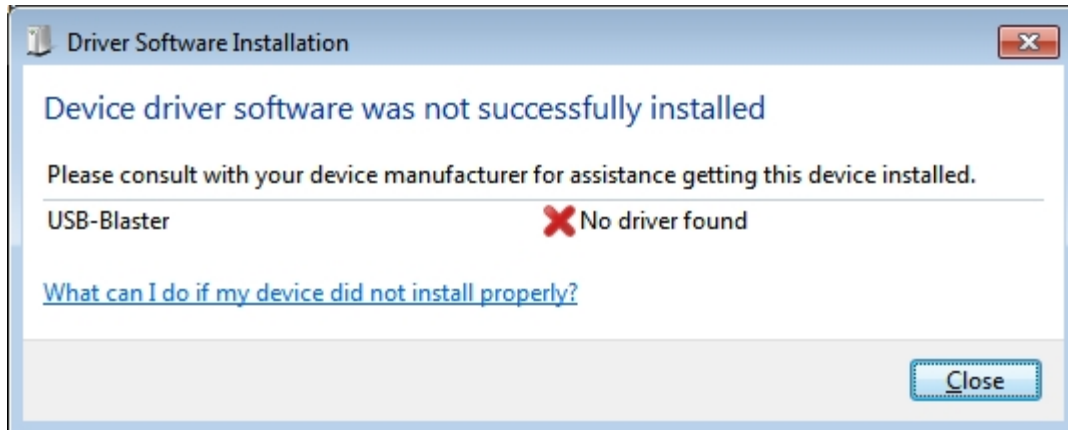 Driver Software Installation
Device driver software was not successfully installed
Please consult with your device manufacturer for assistance getting this device installed.
USB-Blaster No driver found
What can I do if my device did not install properly?
Close